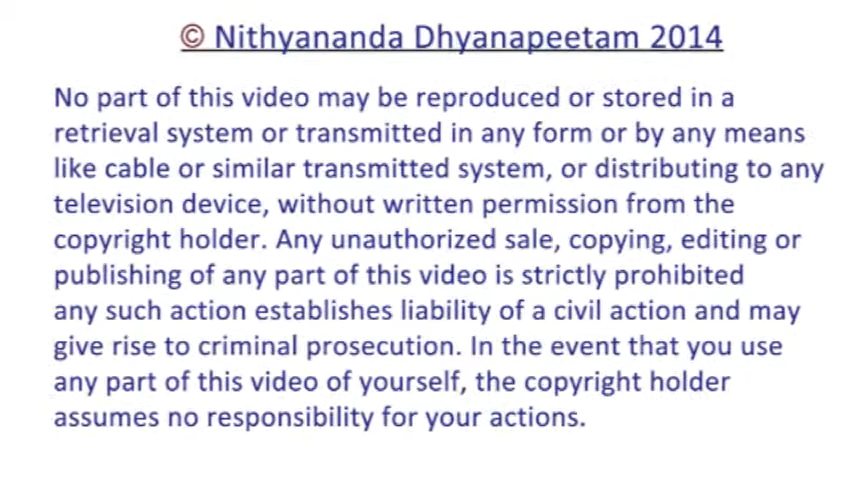 © Nithyananda Dhyanapeetam 2014
No part of this video may be reproduced or stored in a
retrieval system or transmitted in any form or by any means
like cable or similar transmitted system, or distributing to any
television device, without written permission from the
copyright holder. Any unauthorized sale, copying, editing or
publishing of any part of this video is strictly prohibited
any such action establishes liability of a civil action and may
give rise to criminal prosecution. In the event that you use
any part of this video of yourself, the copyright holder
assumes no responsibility for your actions.